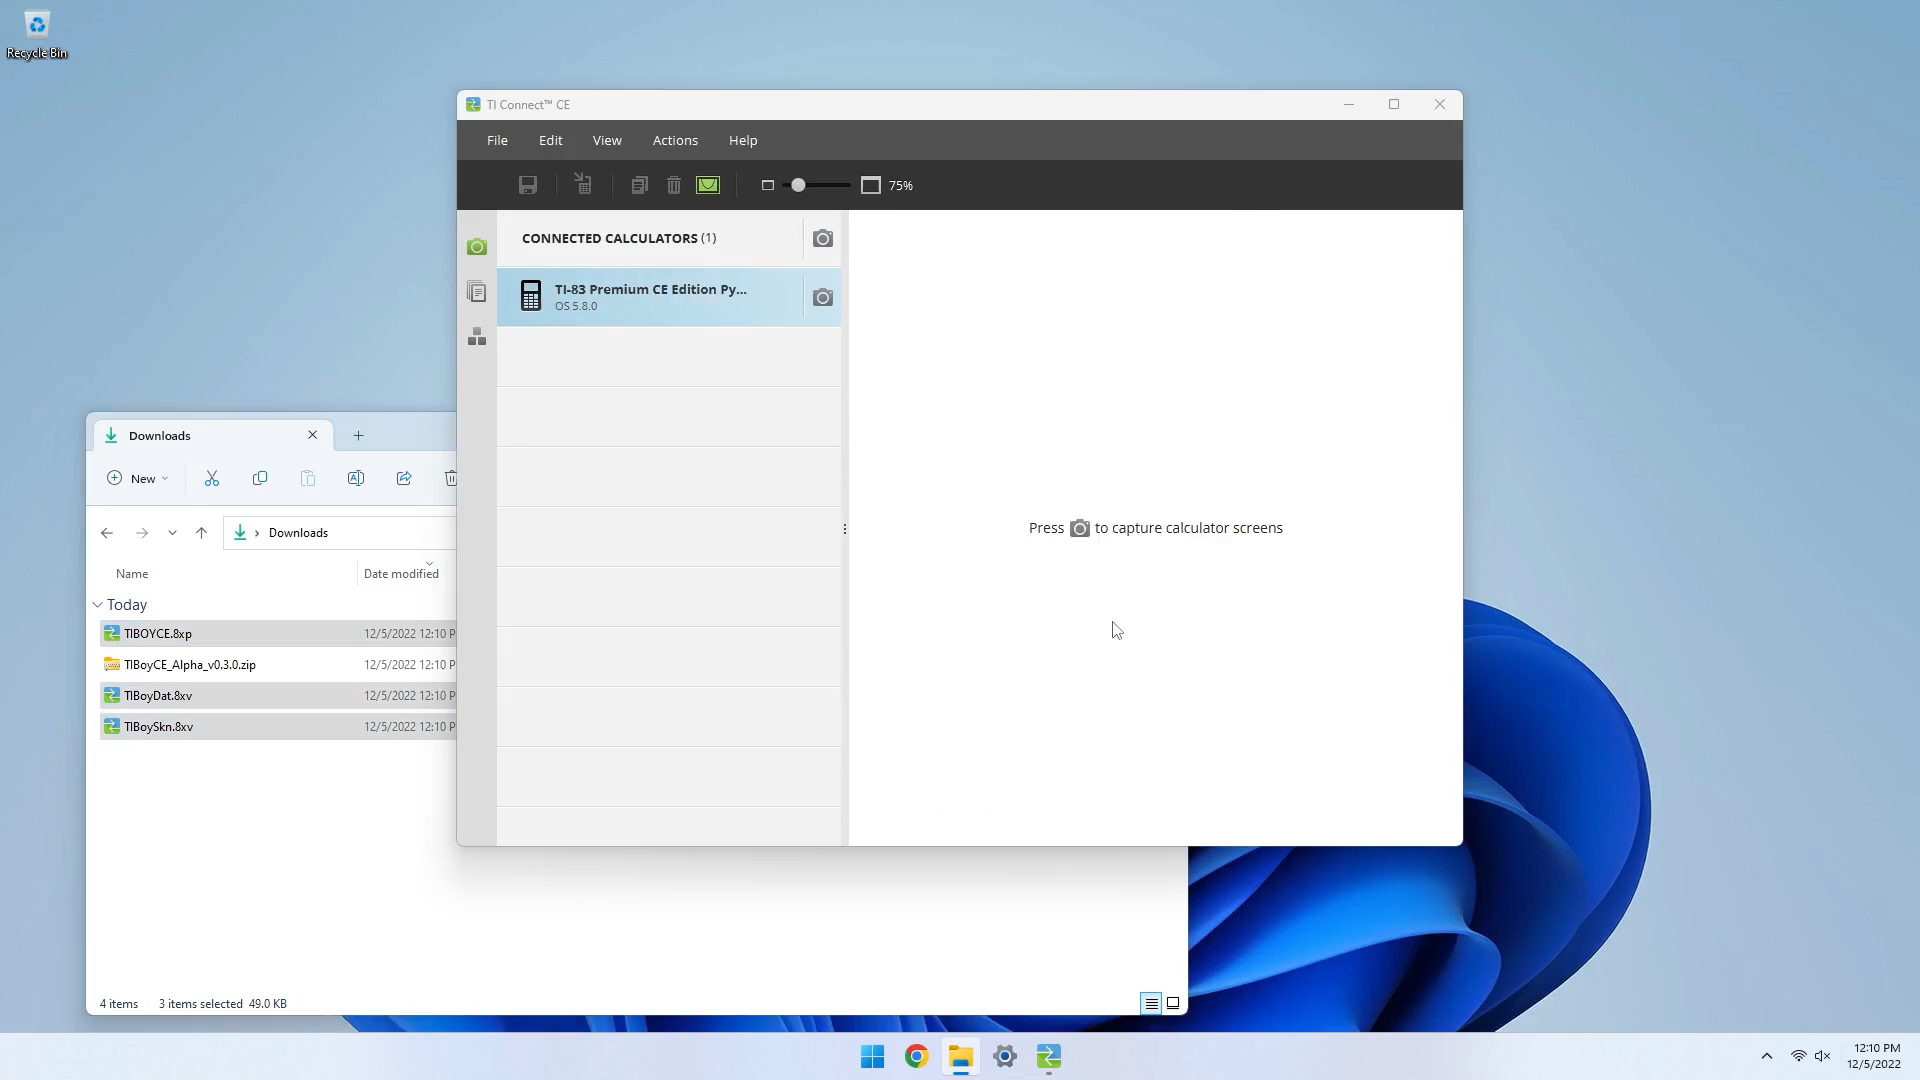 Recycle Bin
TI Connect™ CE
File Edit View Actions Help
75%
CONNECTED CALCULATORS (1)
TI-83 Premium CE Edition Py...
OS 5.8.0
Press to capture calculator screens
Downloads
New
Downloads
Name Date modified
Today
TIBOYCE.8xp 12/5/2022 12:10 P
TIBoyCE_Alpha_v0.3.0.zip 12/5/2022 12:10 P
TIBoyDat.8xv 12/5/2022 12:10 P
TIBoySkn.8xv 12/5/2022 12:10 P
4 items 3 items selected 49.0 KB
12:10 PM
12/5/2022